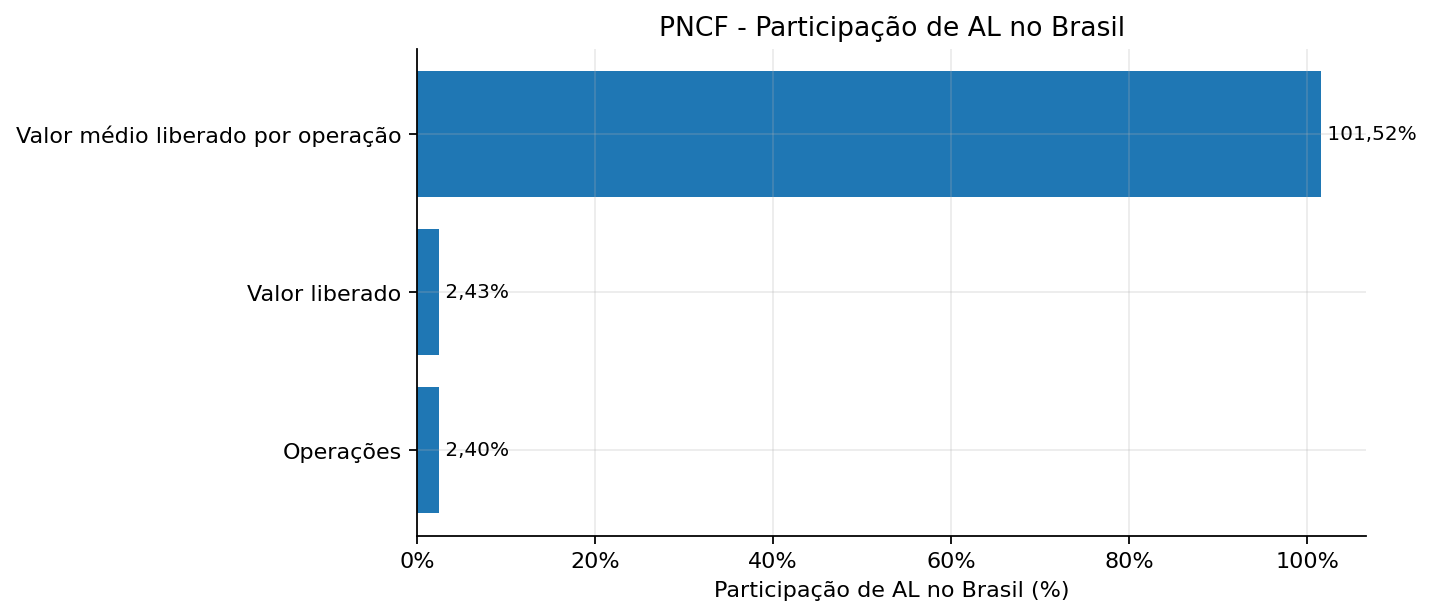 PNCF - Participação de AL no Brasil
Valor médio liberado por operação
101,52%
Valor liberado
2,43%
Operações
2,40%
0%
20%
40%
60%
80%
100%
Participação de AL no Brasil (%)